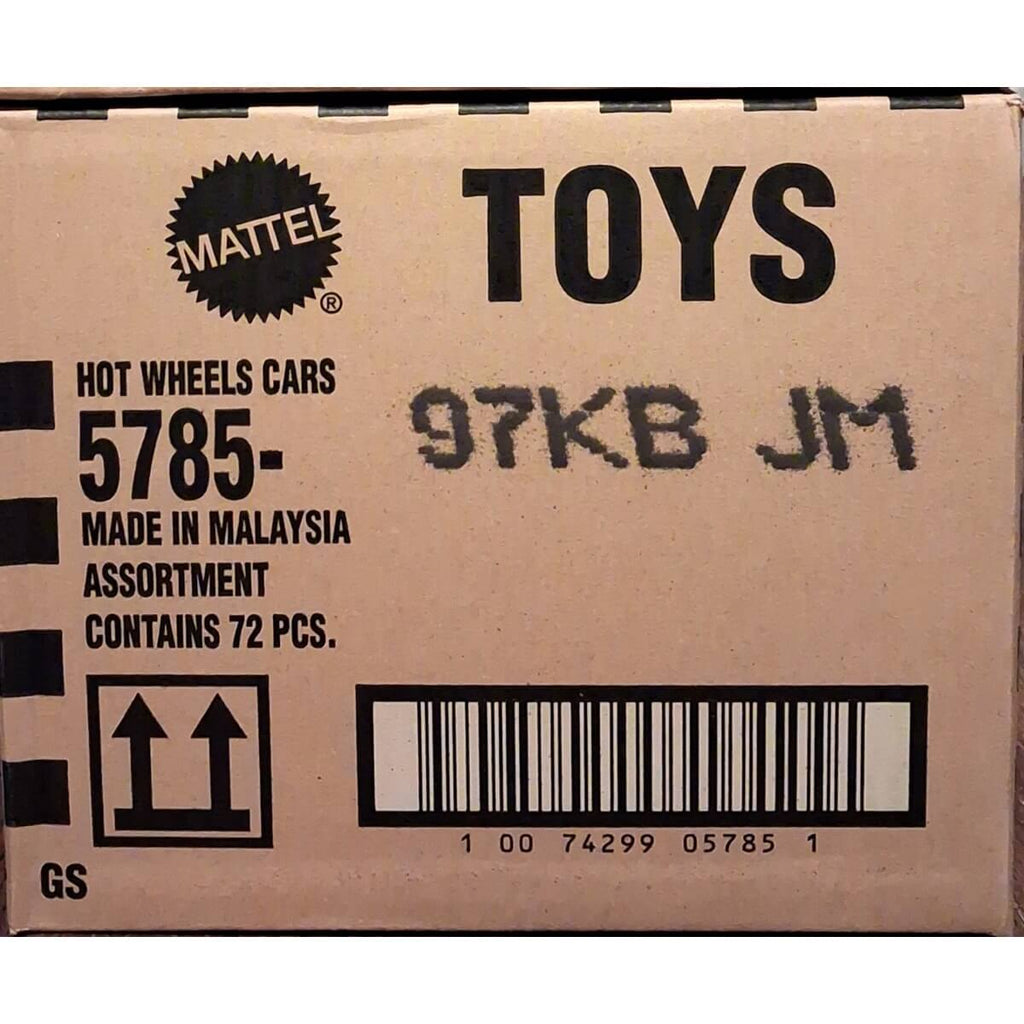 MATTEL ®
TOYS
HOT WHEELS CARS
5785-
97KB JM
MADE IN MALAYSIA
ASSORTMENT
CONTAINS 72 PCS.
1 00 74299 05785 1
GS